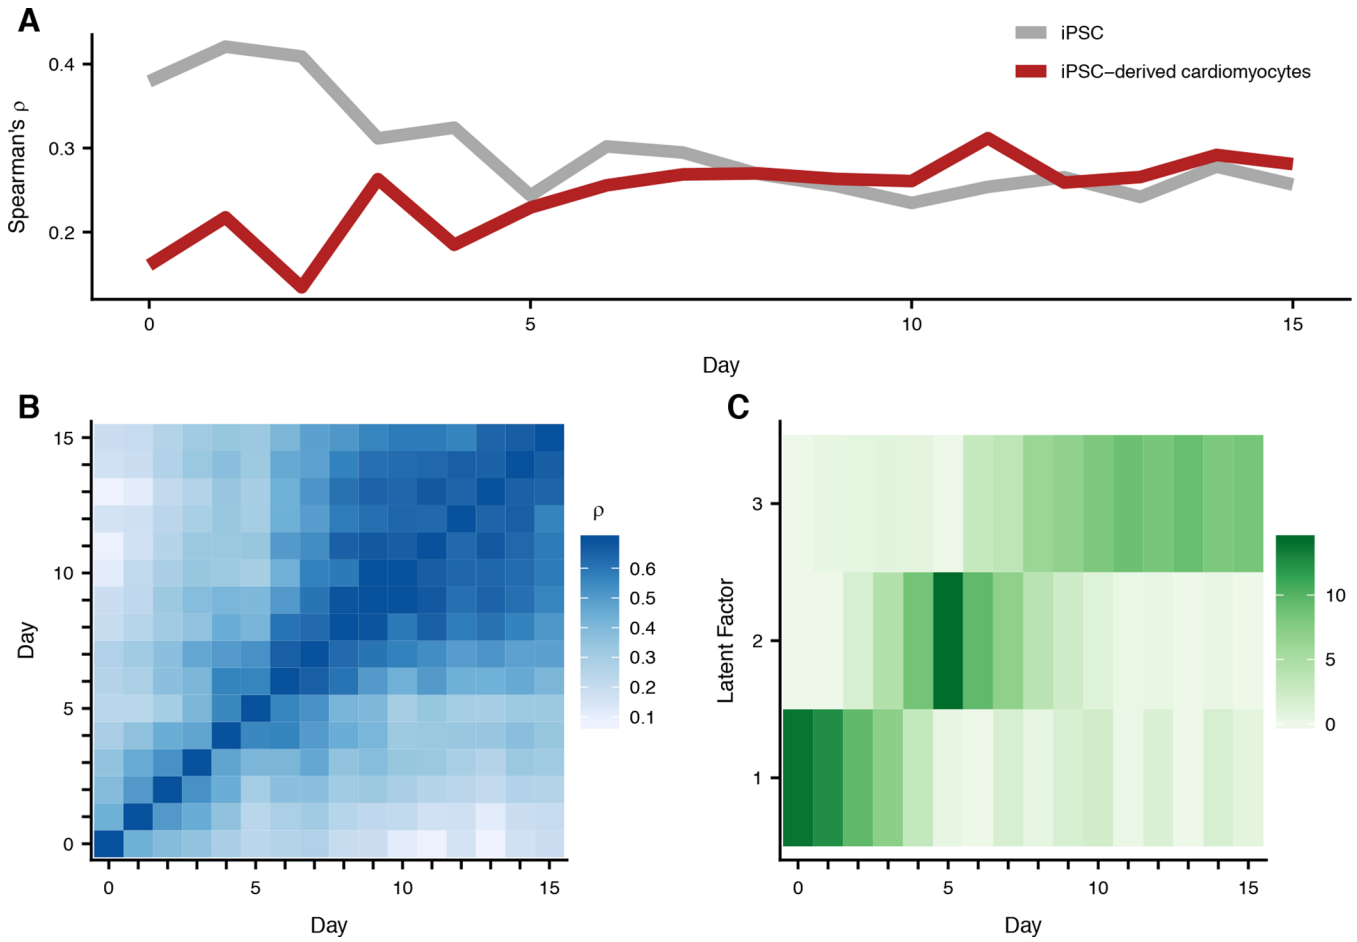 A
iPSC
iPSC−derived cardiomyocytes
Spearman's ρ
0.4
0.3
0.2
0 5 10 15
Day
B
Day
15
10
5
0
0 5 10 15
Day
ρ
0.6
0.5
0.4
0.3
0.2
0.1
C
Latent Factor
3
2
1
0 5 10 15
Day
10
5
0